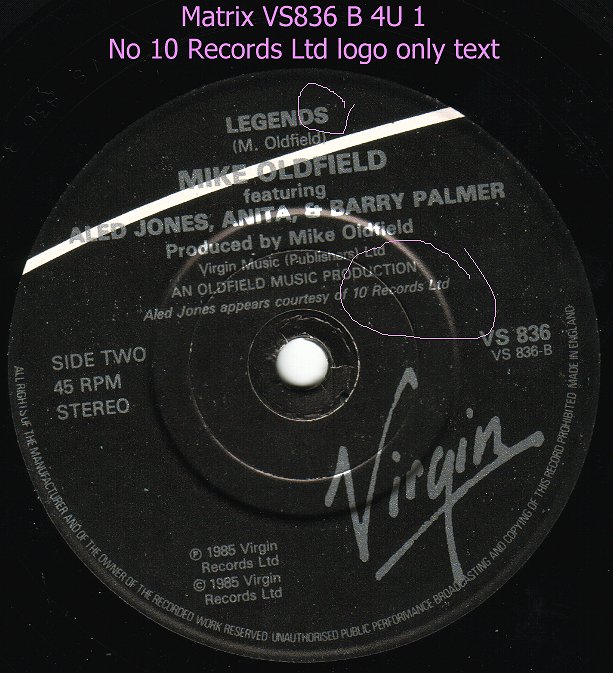 Matrix VS836 B 4U 1
No 10 Records Ltd logo only text
LEGENDS
(M. Oldfield)
MIKE OLDFIELD
featuring
ALED JONES, ANITA, & BARRY PALMER
Produced by Mike Oldfield
Virgin Music (Publishers) Ltd
AN OLDFIELD MUSIC PRODUCTION
Aled Jones appears courtesy of 10 Records Ltd
SIDE TWO
45 RPM
STEREO
VS 836
VS 836-B
Virgin
℗ 1985 Virgin
Records Ltd
© 1985 Virgin
Records Ltd
ALL RIGHTS OF THE MANUFACTURER AND OF THE OWNER OF THE RECORDED WORK RESERVED UNAUTHORISED PUBLIC PERFORMANCE BROADCASTING AND COPYING OF THIS RECORD PROHIBITED MADE IN ENGLAND